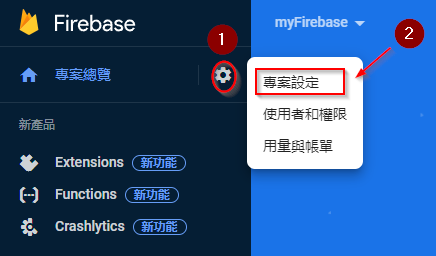 Firebase
myFirebase
1
2
專案總覽
專案設定
使用者和權限
用量與帳單
新產品
Extensions 新功能
Functions 新功能
Crashlytics 新功能